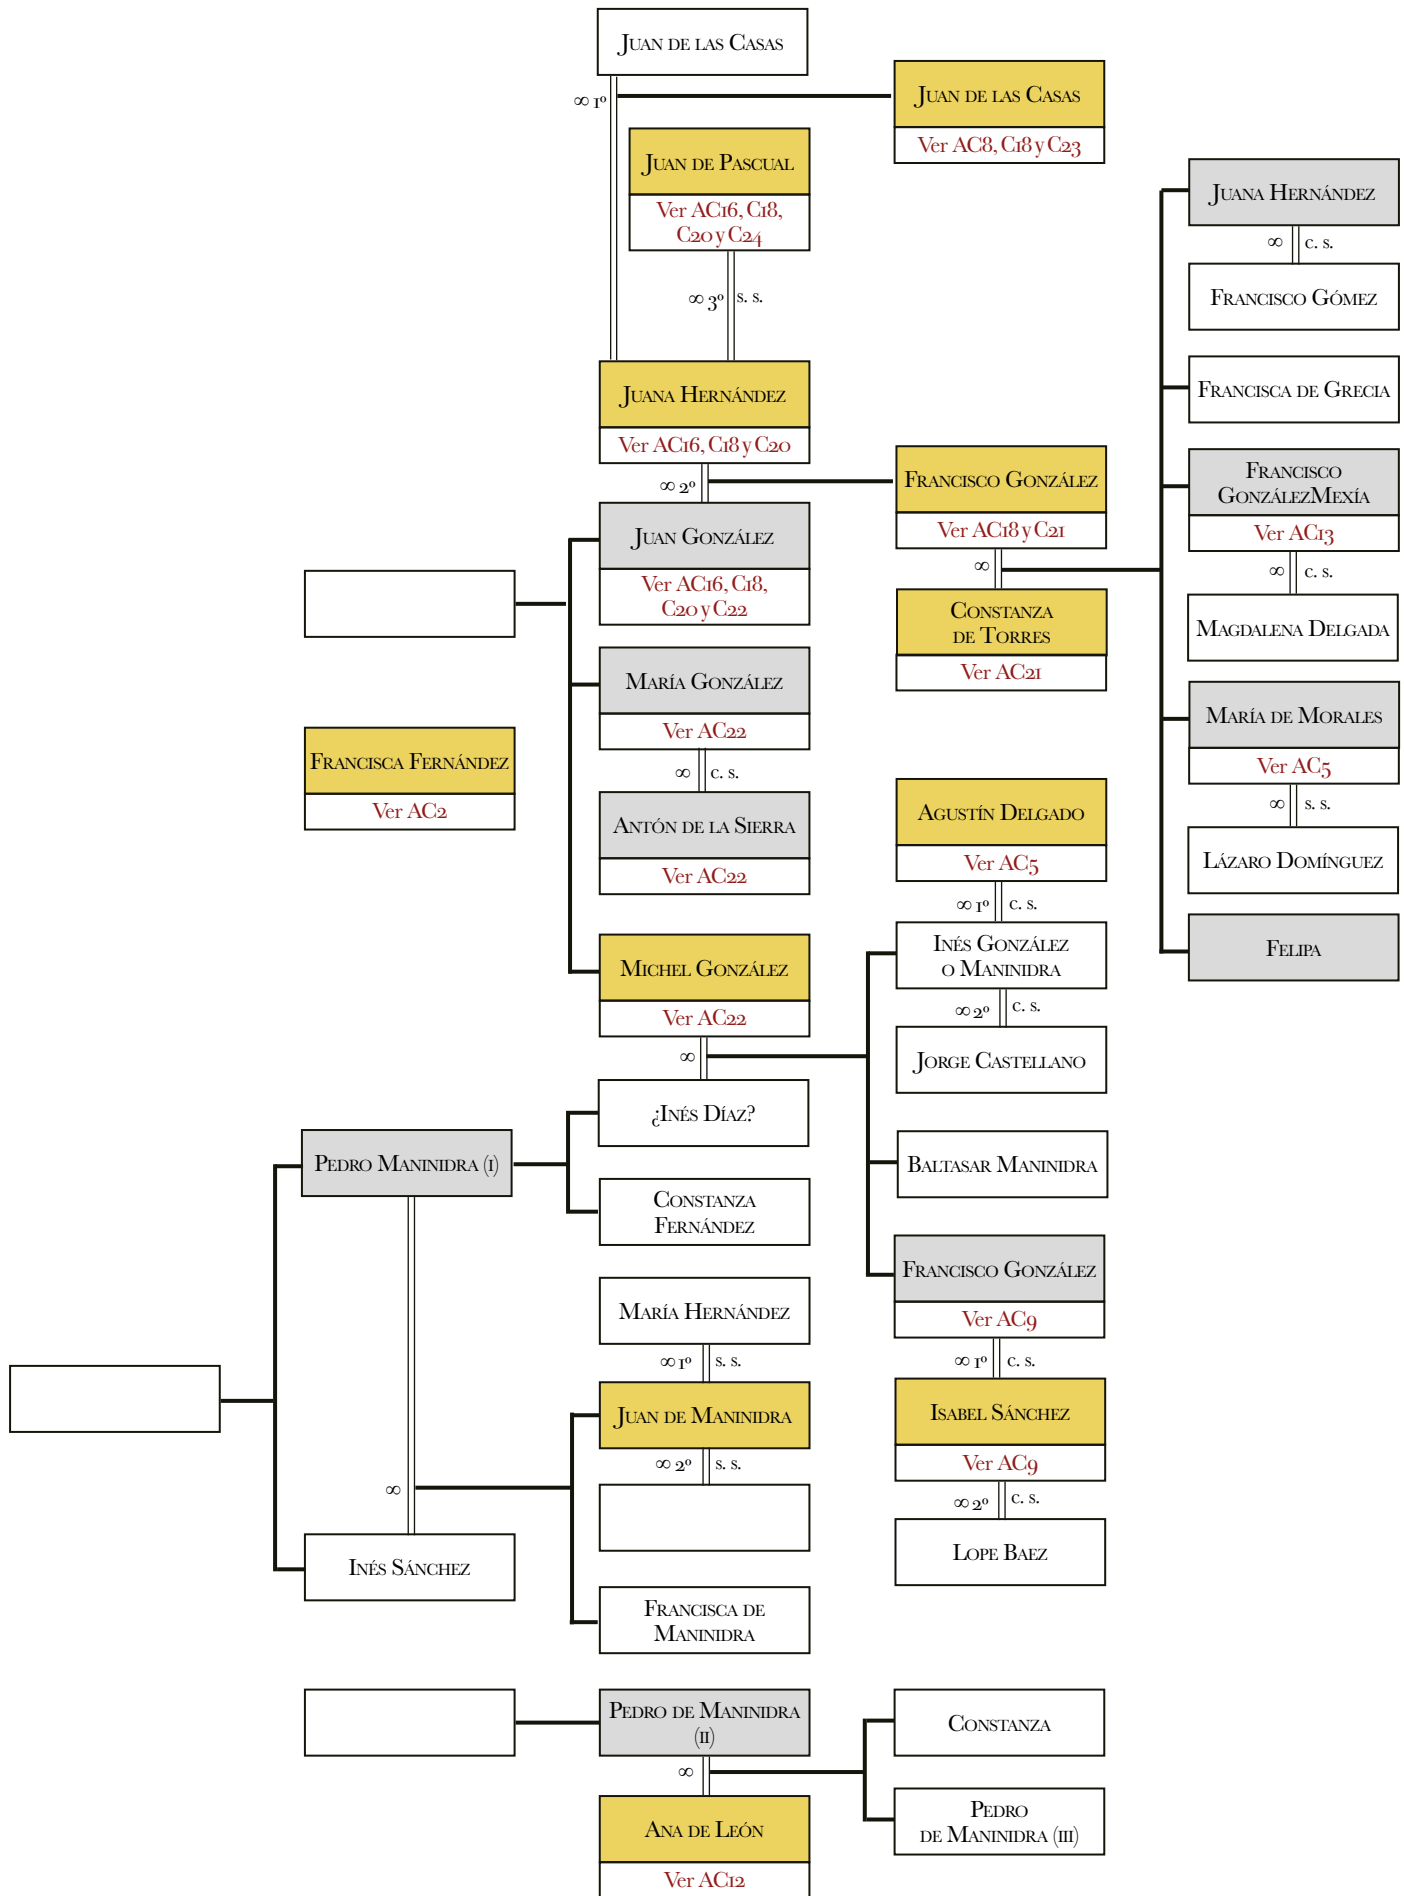 Juan de las Casas
∞ 1º
Juan de las Casas
Ver AC8, C18 y C23
Juan de Pascual
Ver AC16, C18,
C20 y C24
∞ 3º s. s.
Juana Hernández
Ver AC16, C18 y C20
∞ 2º
Francisco González
Ver AC18 y C21
∞
Constanza
de Torres
Ver AC21
Juana Hernández
∞ c. s.
Francisco Gómez
Francisca de Grecia
Francisco
GonzálezMexía
Ver AC13
∞ c. s.
Magdalena Delgada
María de Morales
Ver AC5
∞ s. s.
Lázaro Domínguez
Felipa
Juan González
Ver AC16, C18,
C20 y C22
María González
Ver AC22
∞ c. s.
Antón de la Sierra
Ver AC22
Francisca Fernández
Ver AC2
Michel González
Ver AC22
∞
¿Inés Díaz?
Agustín Delgado
Ver AC5
∞ 1º c. s.
Inés González
o Maninidra
∞ 2º c. s.
Jorge Castellano
Baltasar Maninidra
Francisco González
Ver AC9
∞ 1º c. s.
Isabel Sánchez
Ver AC9
∞ 2º c. s.
Lope Baez
Pedro Maninidra (I)
Constanza
Fernández
María Hernández
∞ 1º s. s.
Juan de Maninidra
∞ 2º s. s.
∞
Inés Sánchez
Francisca de
Maninidra
Pedro de Maninidra
(II)
∞
Ana de León
Ver AC12
Constanza
Pedro
de Maninidra (III)